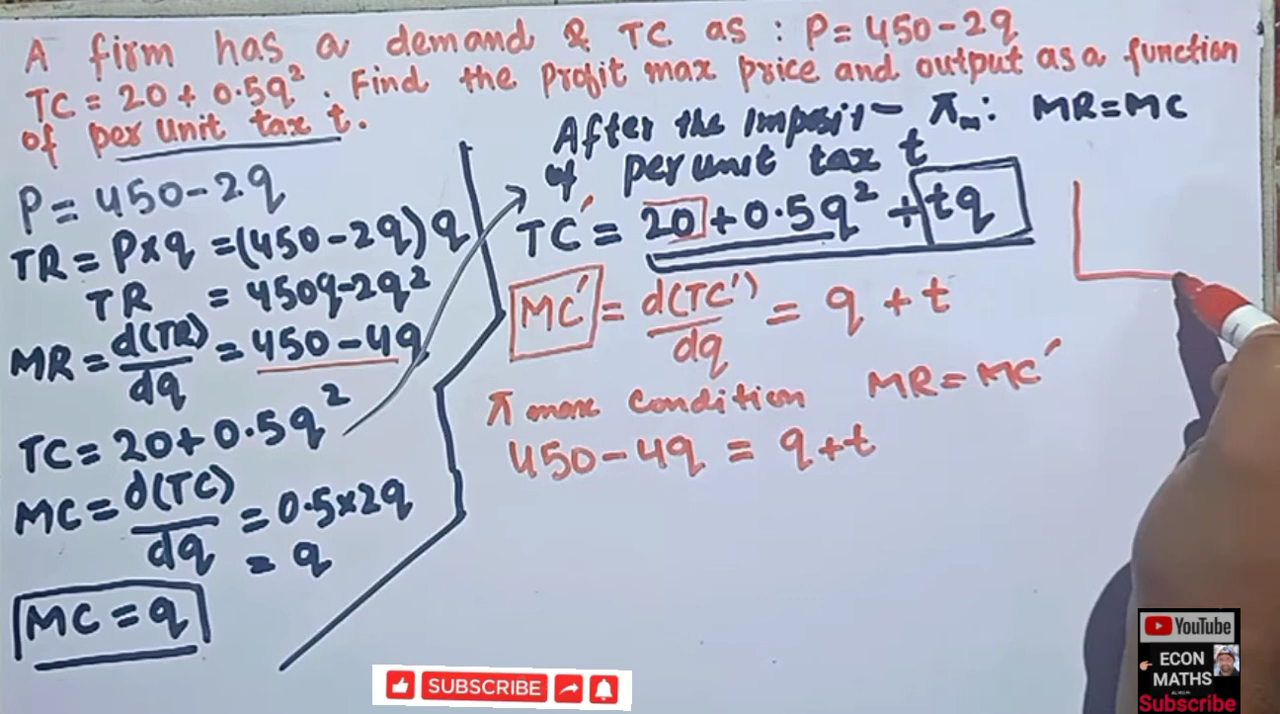 A firm has a demand & TC as : P = 450-2q
TC = 20 + 0.5q². Find the Profit max price and output as a function
of per unit tax t.
P = 450-2q
TR = P×q = (450-2q)q
TR = 450q-2q²
MR = d(TR)/dq = 450-4q
TC = 20+0.5q²
MC = d(TC)/dq = 0.5×2q
= q
MC = q
After the Imposit- πm: MR=MC
of per unit tax t
TC' = 20+0.5q² + tq
MC' = d(TC')/dq = q + t
π max condition MR = MC'
450-4q = q+t
SUBSCRIBE
YouTube
ECON
MATHS
Subscribe